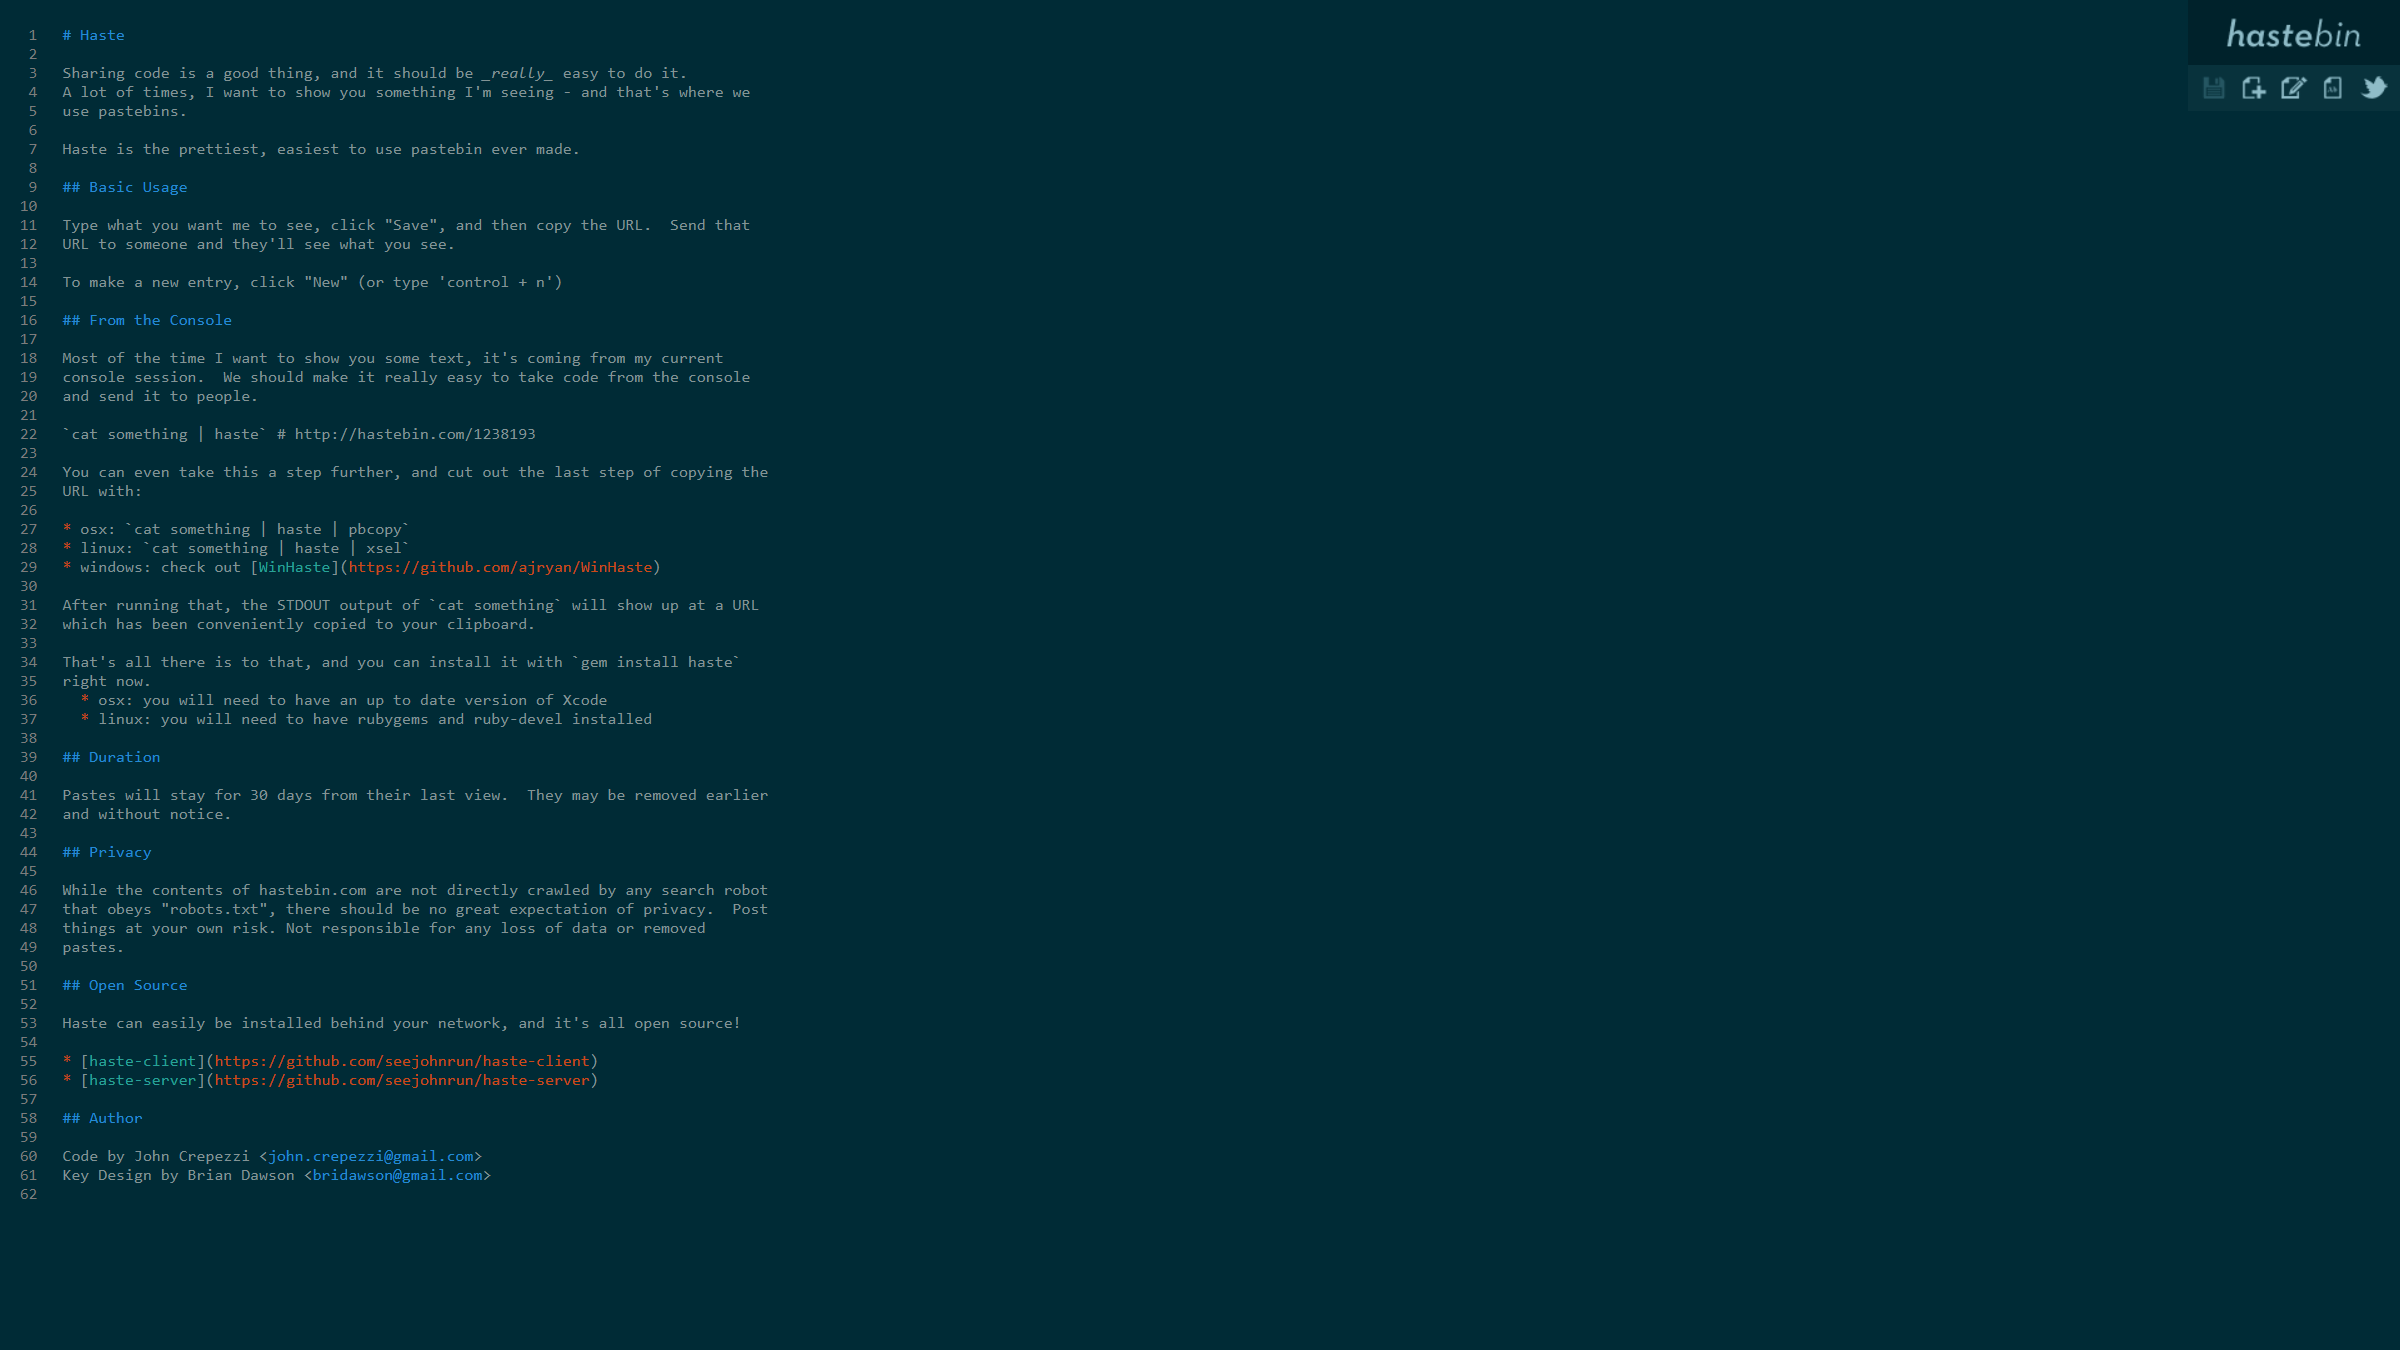 hastebin
1 # Haste
2
3 Sharing code is a good thing, and it should be _really_ easy to do it.
4 A lot of times, I want to show you something I'm seeing - and that's where we
5 use pastebins.
6
7 Haste is the prettiest, easiest to use pastebin ever made.
8
9 ## Basic Usage
10
11 Type what you want me to see, click "Save", and then copy the URL.  Send that
12 URL to someone and they'll see what you see.
13
14 To make a new entry, click "New" (or type 'control + n')
15
16 ## From the Console
17
18 Most of the time I want to show you some text, it's coming from my current
19 console session.  We should make it really easy to take code from the console
20 and send it to people.
21
22 `cat something | haste` # http://hastebin.com/1238193
23
24 You can even take this a step further, and cut out the last step of copying the
25 URL with:
26
27 * osx: `cat something | haste | pbcopy`
28 * linux: `cat something | haste | xsel`
29 * windows: check out [WinHaste](https://github.com/ajryan/WinHaste)
30
31 After running that, the STDOUT output of `cat something` will show up at a URL
32 which has been conveniently copied to your clipboard.
33
34 That's all there is to that, and you can install it with `gem install haste`
35 right now.
36   * osx: you will need to have an up to date version of Xcode
37   * linux: you will need to have rubygems and ruby-devel installed
38
39 ## Duration
40
41 Pastes will stay for 30 days from their last view.  They may be removed earlier
42 and without notice.
43
44 ## Privacy
45
46 While the contents of hastebin.com are not directly crawled by any search robot
47 that obeys "robots.txt", there should be no great expectation of privacy.  Post
48 things at your own risk. Not responsible for any loss of data or removed
49 pastes.
50
51 ## Open Source
52
53 Haste can easily be installed behind your network, and it's all open source!
54
55 * [haste-client](https://github.com/seejohnrun/haste-client)
56 * [haste-server](https://github.com/seejohnrun/haste-server)
57
58 ## Author
59
60 Code by John Crepezzi <john.crepezzi@gmail.com>
61 Key Design by Brian Dawson <bridawson@gmail.com>
62